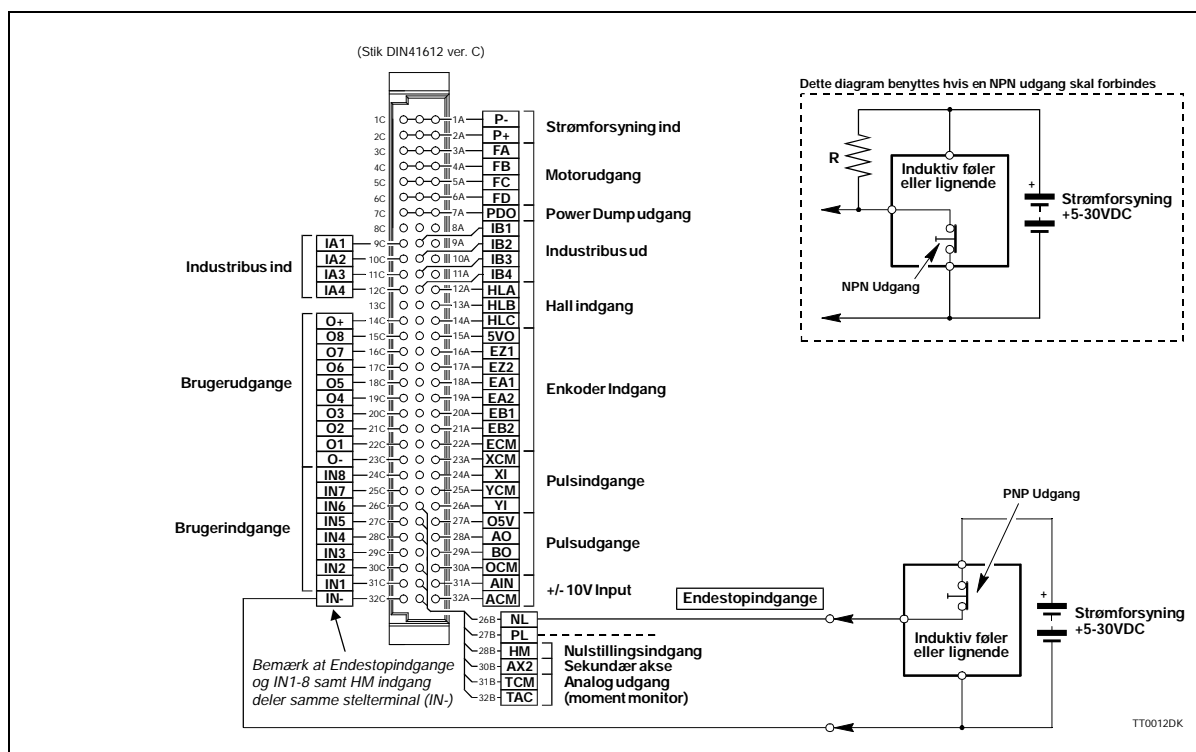 (Stik DIN41612 ver. C)
1C 1A P-
2C 2A P+
Strømforsyning ind
3C 3A FA
4C 4A FB
5C 5A FC
6C 6A FD
Motorudgang
7C 7A PDO Power Dump udgang
8C 8A IB1
IA1 9C 9A IB2
IA2 10C 10A IB3
IA3 11C 11A IB4
IA4 12C 12A HLA
Industribus ind
Industribus ud
13C 13A HLB
O+ 14C 14A HLC
Hall indgang
O8 15C 15A 5VO
O7 16C 16A EZ1
O6 17C 17A EZ2
O5 18C 18A EA1
O4 19C 19A EA2
O3 20C 20A EB1
O2 21C 21A EB2
O1 22C 22A ECM
Brugerudgange
Enkoder Indgang
O- 23C 23A XCM
IN8 24C 24A XI
IN7 25C 25A YCM
IN6 26C 26A YI
Pulsindgange
IN5 27C 27A O5V
IN4 28C 28A AO
IN3 29C 29A BO
IN2 30C 30A OCM
Brugerindgange
Pulsudgange
IN1 31C 31A AIN
IN- 32C 32A ACM
+/- 10V Input
26B NL
27B PL
28B HM Nulstillingsindgang
30B AX2 Sekundær akse
31B TCM Analog udgang
32B TAC (moment monitor)
Endestopindgange
Bemærk at Endestopindgange
og IN1-8 samt HM indgang
deler samme stelterminal (IN-)
Dette diagram benyttes hvis en NPN udgang skal forbindes
R
Induktiv føler
eller lignende
+
Strømforsyning
+5-30VDC
NPN Udgang
PNP Udgang
+
Induktiv føler
eller lignende
Strømforsyning
+5-30VDC
TT0012DK